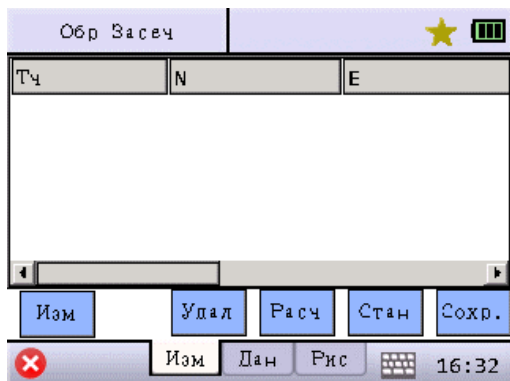 Обр Засеч
Тч N E
Изм Удал Расч Стан Сохр.
Изм Дан Рис 16:32